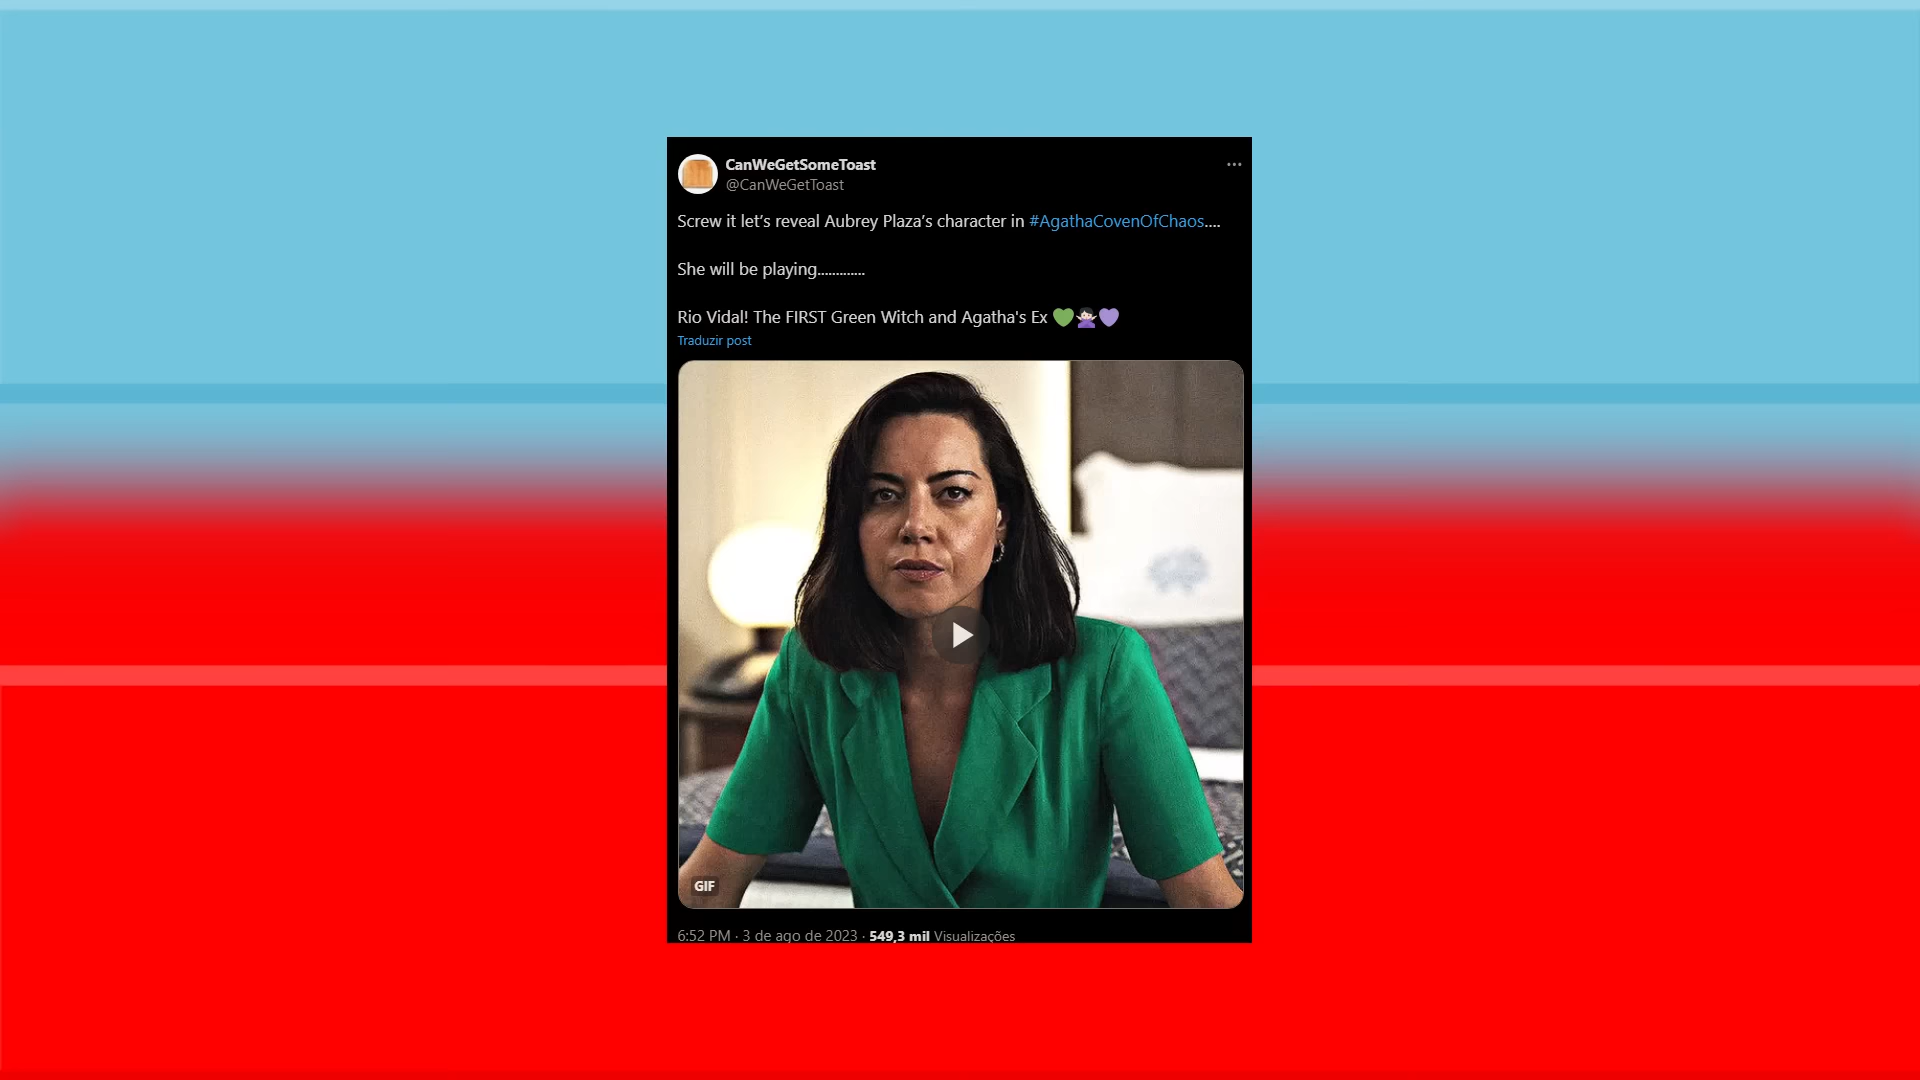 CanWeGetSomeToast
@CanWeGetToast
Screw it let’s reveal Aubrey Plaza’s character in #AgathaCovenOfChaos....
She will be playing.............
Rio Vidal! The FIRST Green Witch and Agatha's Ex 💚🧙🏻‍♀️💜
Traduzir post
GIF
6:52 PM · 3 de ago de 2023 · 549,3 mil Visualizações